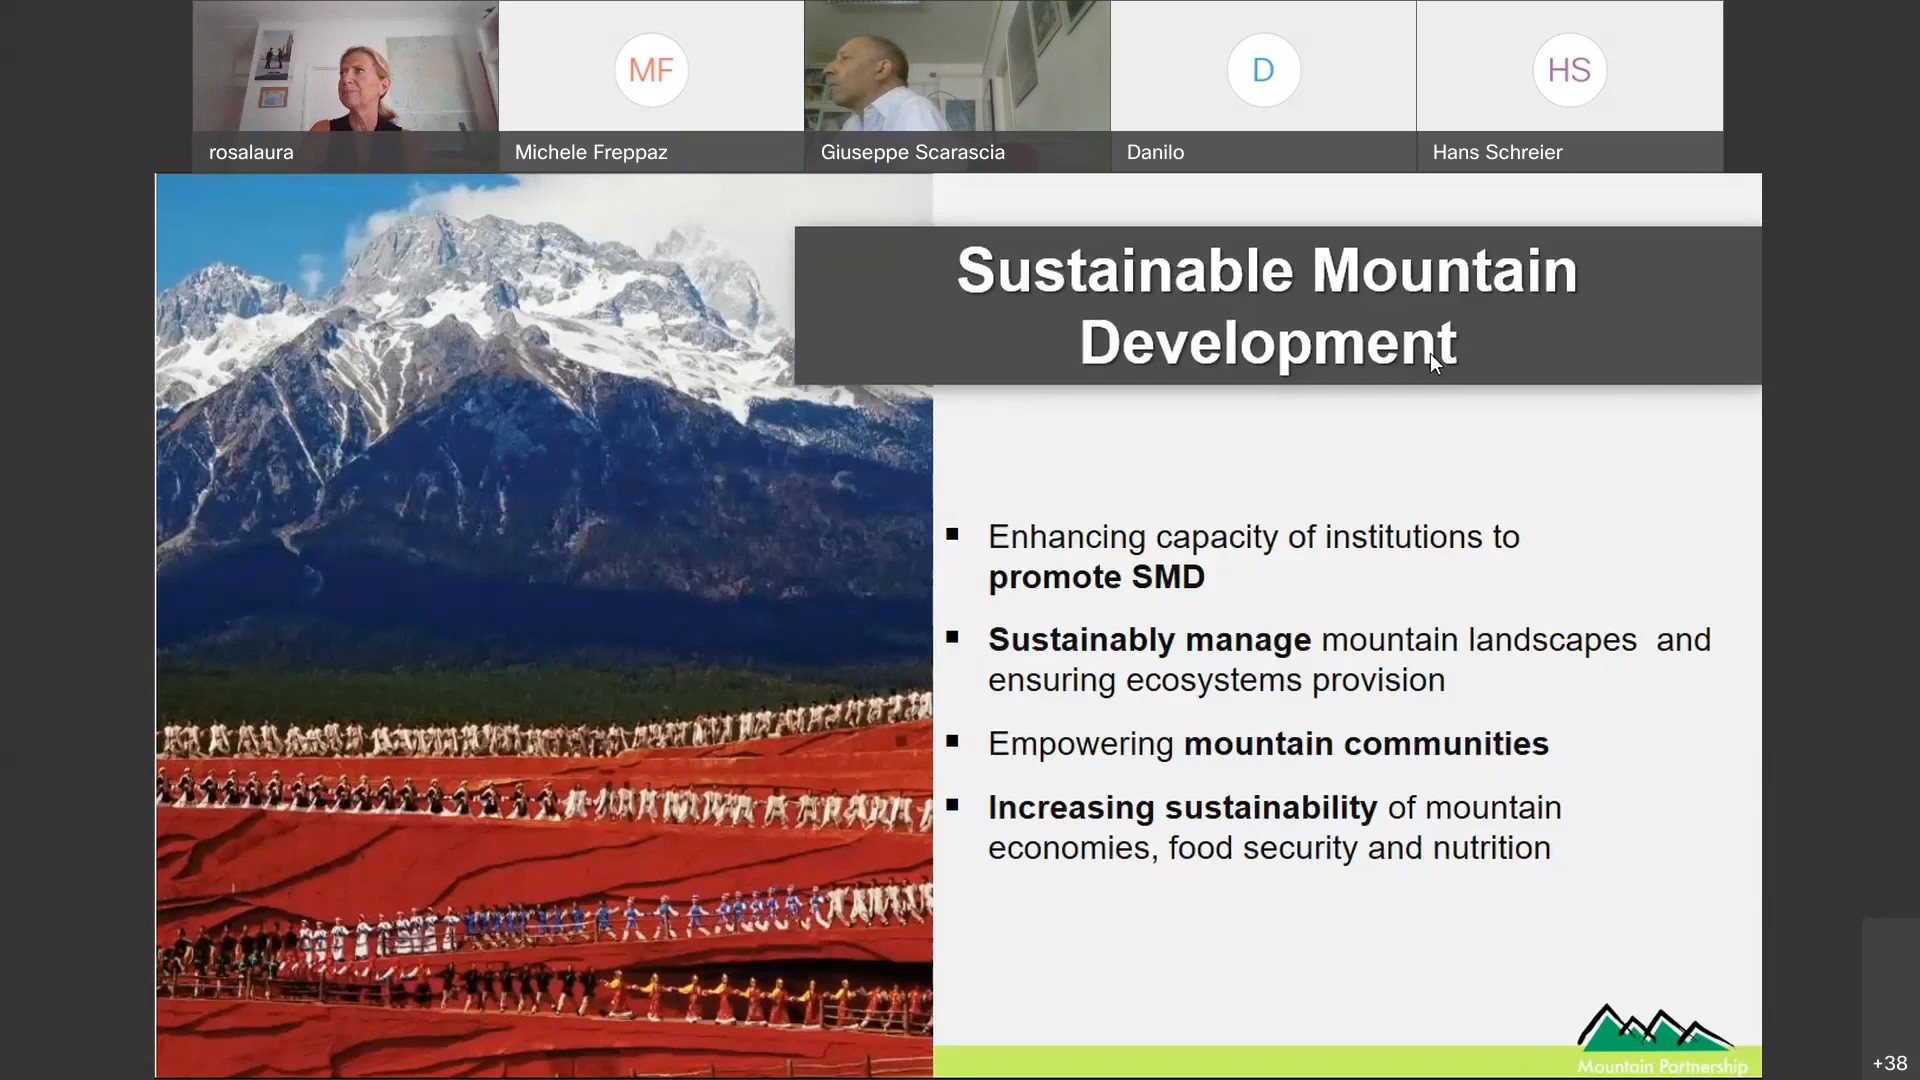 rosalaura
MF
Michele Freppaz
Giuseppe Scarascia
D
Danilo
HS
Hans Schreier
Sustainable Mountain
Development
▪ Enhancing capacity of institutions to
promote SMD
▪ Sustainably manage mountain landscapes and
ensuring ecosystems provision
▪ Empowering mountain communities
▪ Increasing sustainability of mountain
economies, food security and nutrition
Mountain Partnership
+38